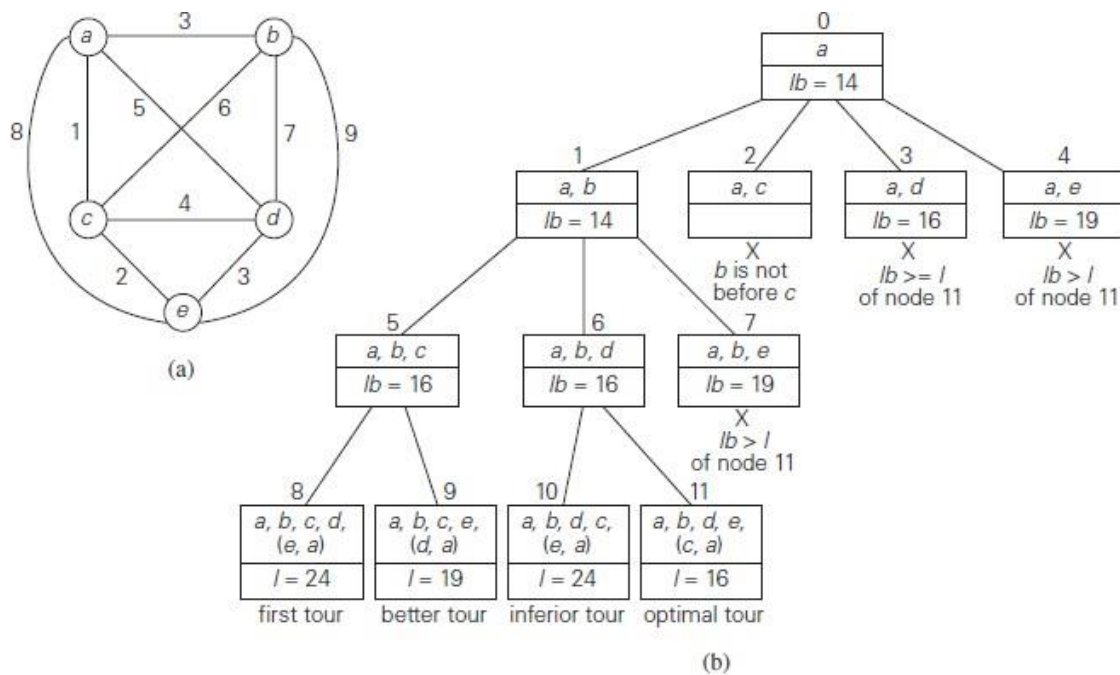 3
a
b
8
1
5
6
7
9
c
4
d
2
3
e
(a)
0
a
lb = 14
1
a, b
lb = 14
2
a, c
X
b is not
before c
3
a, d
lb = 16
X
lb >= l
of node 11
4
a, e
lb = 19
X
lb > l
of node 11
5
a, b, c
lb = 16
6
a, b, d
lb = 16
7
a, b, e
lb = 19
X
lb > l
of node 11
8
a, b, c, d,
(e, a)
l = 24
first tour
9
a, b, c, e,
(d, a)
l = 19
better tour
10
a, b, d, c,
(e, a)
l = 24
inferior tour
11
a, b, d, e,
(c, a)
l = 16
optimal tour
(b)